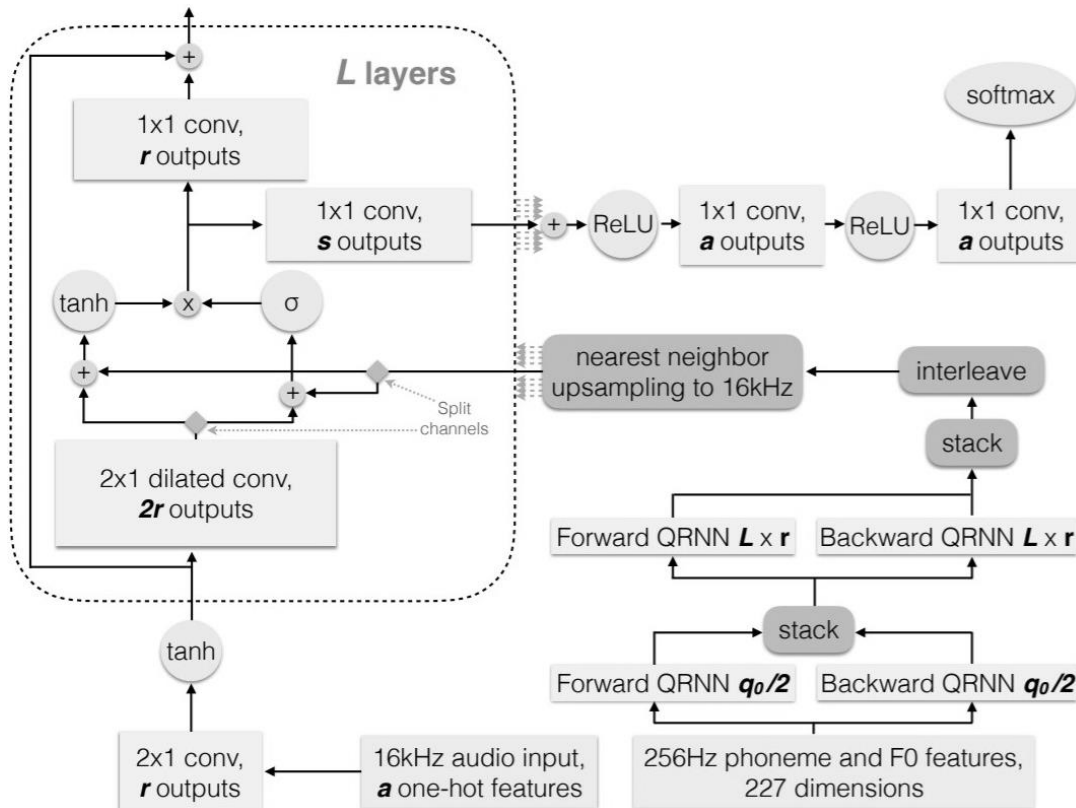 +
L layers
1x1 conv,
r outputs
softmax
1x1 conv,
s outputs
+
ReLU
1x1 conv,
a outputs
ReLU
1x1 conv,
a outputs
tanh
x
σ
+
+
Split
channels
nearest neighbor
upsampling to 16kHz
interleave
stack
2x1 dilated conv,
2r outputs
Forward QRNN L x r
Backward QRNN L x r
stack
tanh
Forward QRNN q₀/2
Backward QRNN q₀/2
2x1 conv,
r outputs
16kHz audio input,
a one-hot features
256Hz phoneme and F0 features,
227 dimensions